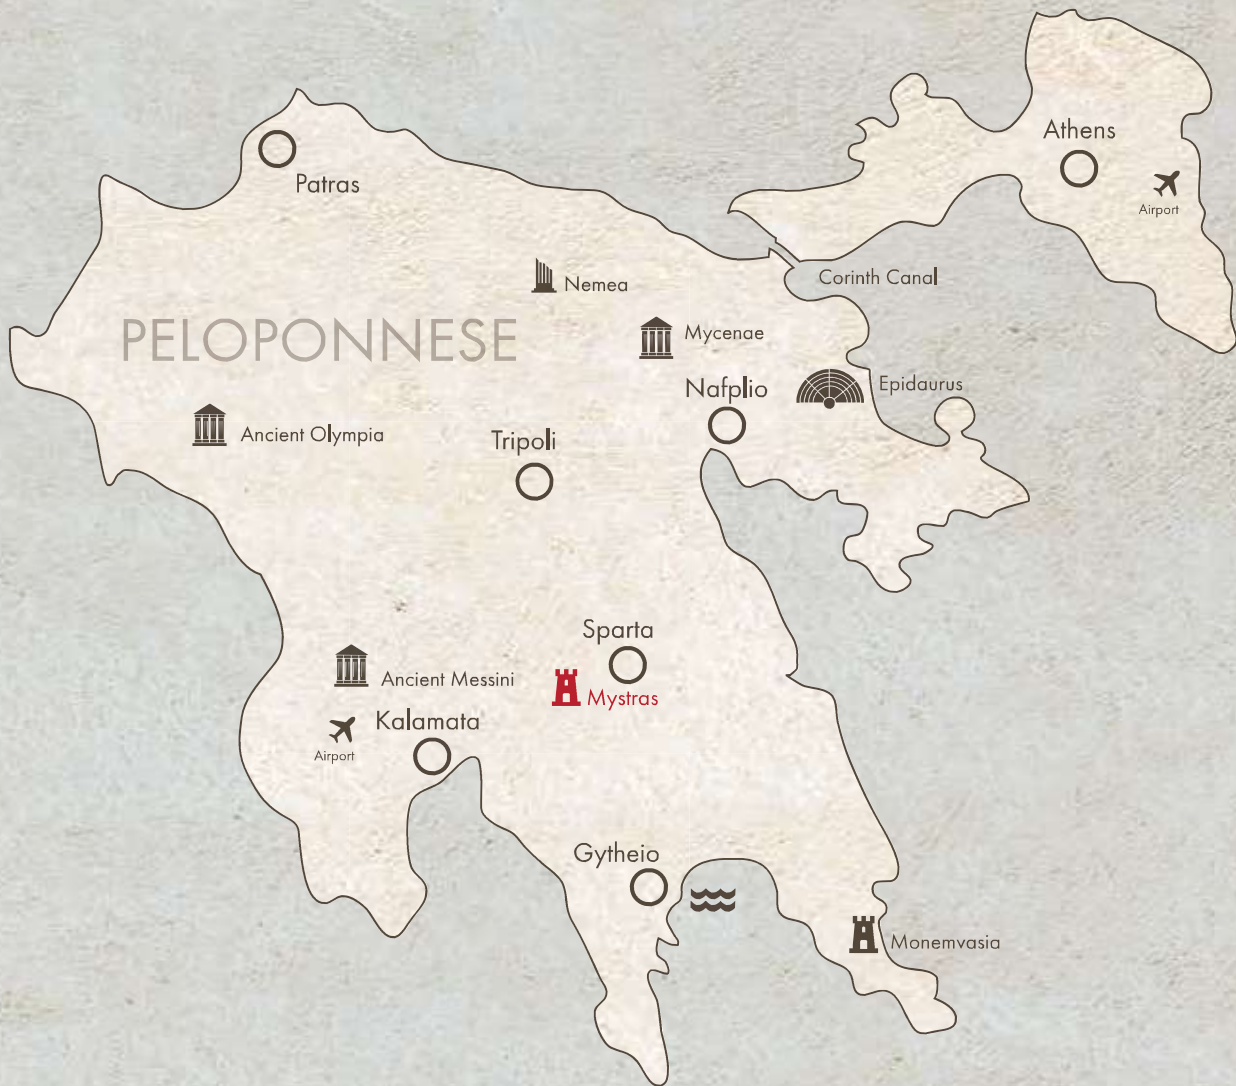 Athens
Patras
Airport
Corinth Canal
Nemea
PELOPONNESE
Mycenae
Nafplio
Epidaurus
Ancient Olympia
Tripoli
Sparta
Ancient Messini
Mystras
Kalamata
Airport
Gytheio
Monemvasia